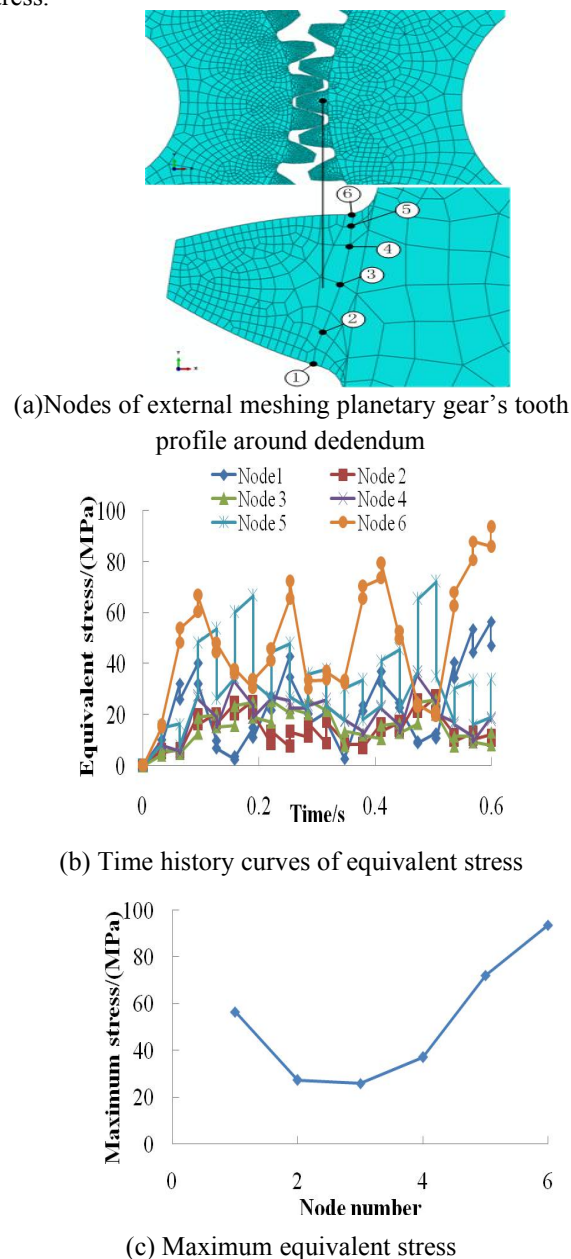 ress.
6
5
4
3
2
1
(a)Nodes of external meshing planetary gear's tooth
profile around dedendum
Node1 Node 2
Node 3 Node 4
Node 5 Node 6
Equivalent stress/(MPa)
100
80
60
40
20
0
0 0.2 0.4 0.6
Time/s
(b) Time history curves of equivalent stress
Maximum stress/(MPa)
100
80
60
40
20
0
0 2 4 6
Node number
(c) Maximum equivalent stress